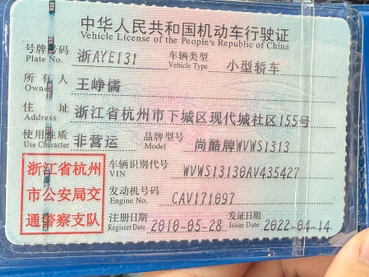 中华人民共和国机动车行驶证
Vehicle License of the People's Republic of China
号牌号码 浙AYE131 车辆类型 小型轿车
Plate No. Vehicle Type
所有人 王峥儒
Owner
住址 浙江省杭州市下城区现代城社区155号
Address
使用性质 非营运 品牌型号 尚酷牌WVWS1313
Use Character Model
浙江省杭州
市公安局交
通警察支队
车辆识别代号 WVWS13130AV435427
VIN
发动机号码 CAV171697
Engine No.
注册日期 2010-05-28 发证日期 2022-04-14
Register Date Issue Date